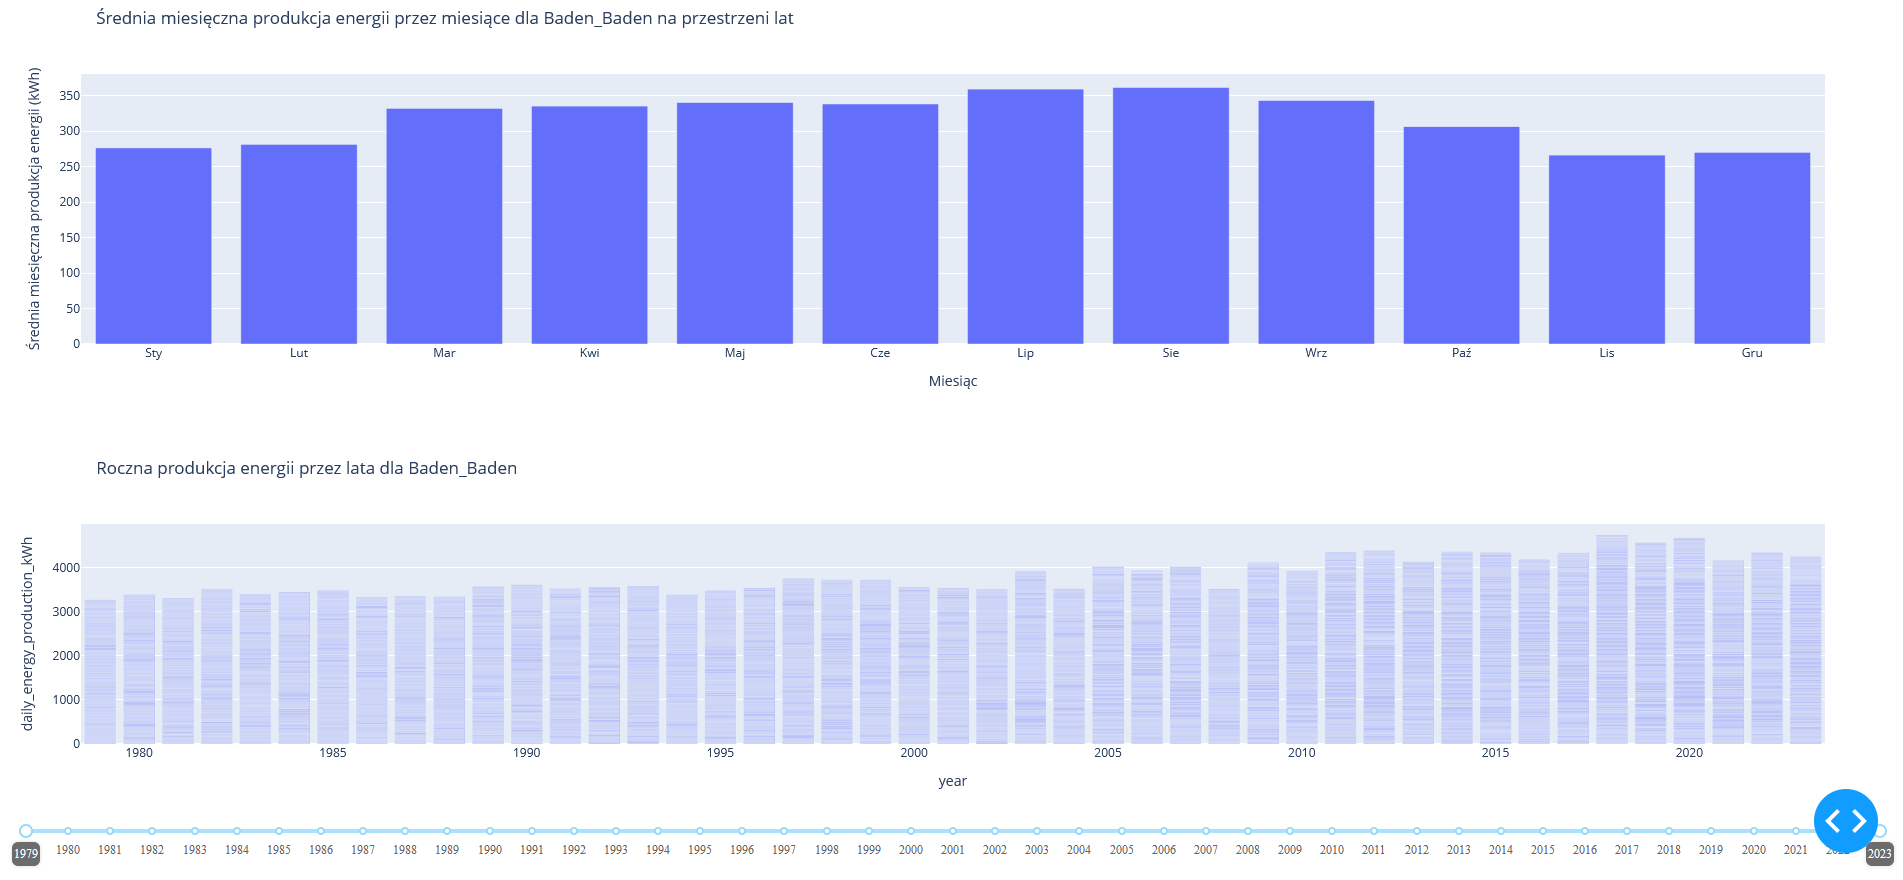 Średnia miesięczna produkcja energii przez miesiące dla Baden_Baden na przestrzeni lat
Średnia miesięczna produkcja energii (kWh)
350
300
250
200
150
100
50
0
Sty Lut Mar Kwi Maj Cze Lip Sie Wrz Paź Lis Gru
Miesiąc
Roczna produkcja energii przez lata dla Baden_Baden
daily_energy_production_kWh
4000
3000
2000
1000
0
1980 1985 1990 1995 2000 2005 2010 2015 2020
year
1979 1980 1981 1982 1983 1984 1985 1986 1987 1988 1989 1990 1991 1992 1993 1994 1995 1996 1997 1998 1999 2000 2001 2002 2003 2004 2005 2006 2007 2008 2009 2010 2011 2012 2013 2014 2015 2016 2017 2018 2019 2020 2021 2023